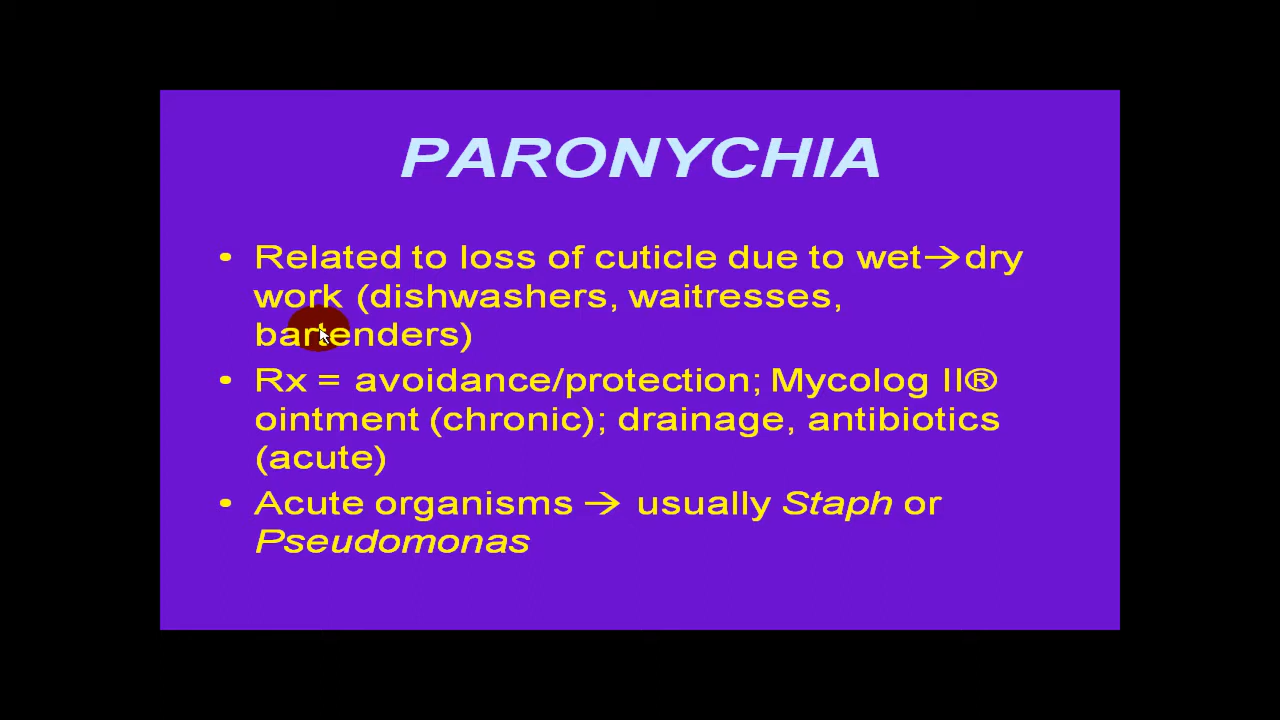 PARONYCHIA
• Related to loss of cuticle due to wet→dry
work (dishwashers, waitresses,
bartenders)
• Rx = avoidance/protection; Mycolog II®
ointment (chronic); drainage, antibiotics
(acute)
• Acute organisms → usually Staph or
Pseudomonas